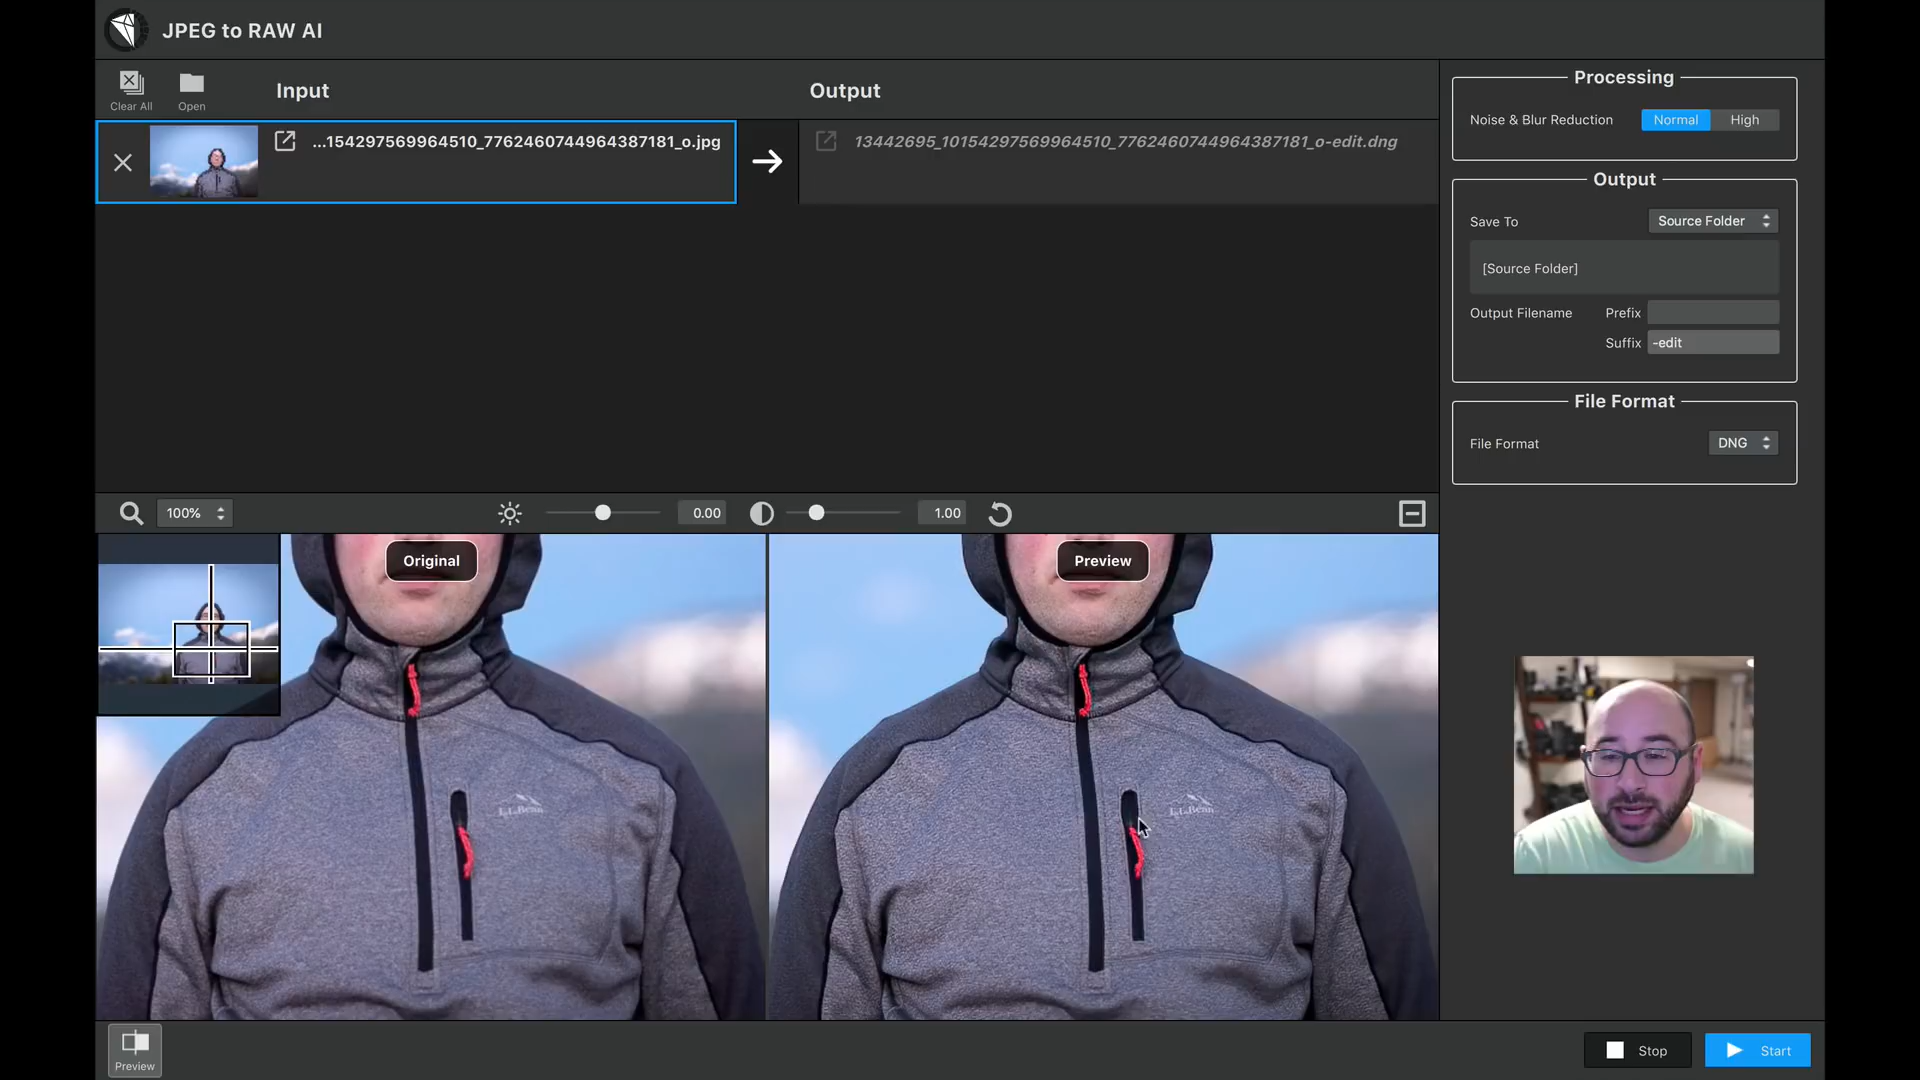 JPEG to RAW AI
Clear All
Open
Input
Output
...154297569964510_7762460744964387181_o.jpg
13442695_10154297569964510_7762460744964387181_o-edit.dng
Processing
Noise & Blur Reduction
Normal
High
Output
Save To
Source Folder
[Source Folder]
Output Filename
Prefix
Suffix
-edit
File Format
File Format
DNG
100%
0.00
1.00
Original
Preview
L.L.Bean
L.L.Bean
Preview
Stop
Start